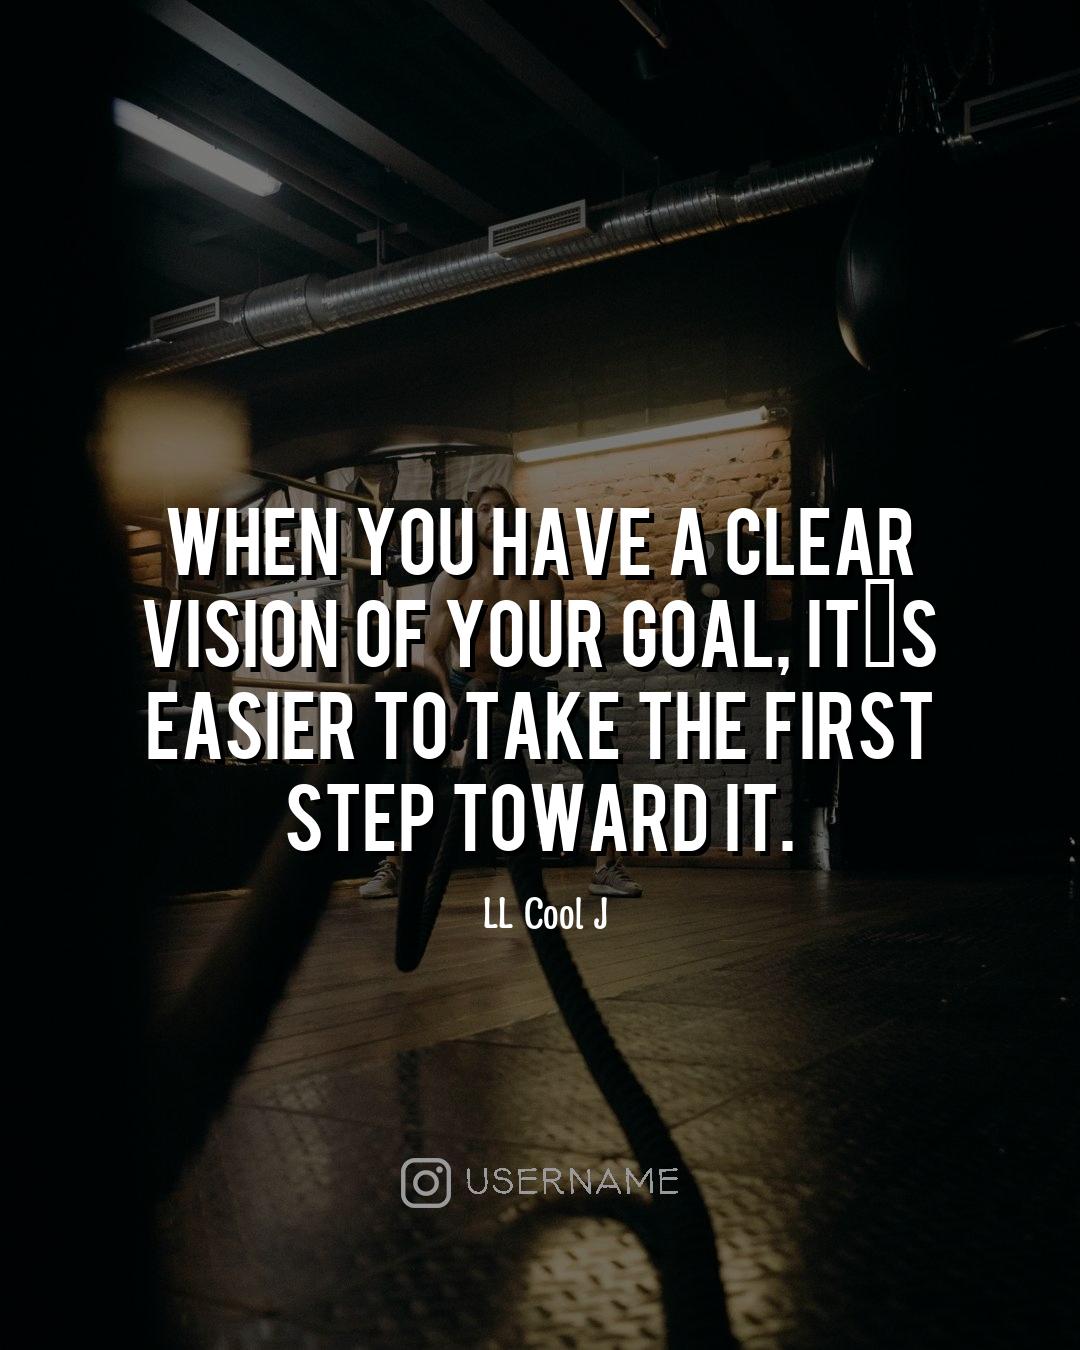 WHEN YOU HAVE A CLEAR
VISION OF YOUR GOAL, IT▯S
EASIER TO TAKE THE FIRST
STEP TOWARD IT.
LL Cool J
USERNAME